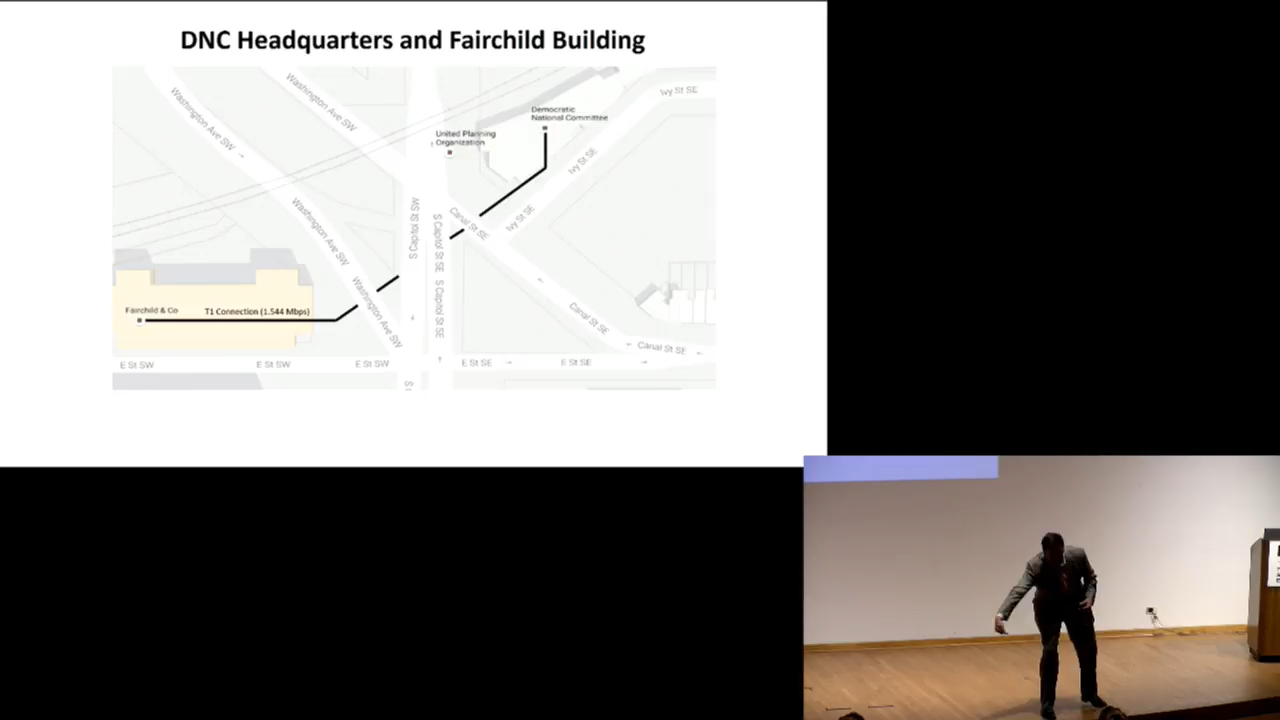 DNC Headquarters and Fairchild Building
Washington Ave SW
Washington Ave SW
Ivy St SE
Democratic
National Committee
United Planning
Organization
Ivy St SE
Washington Ave SW
S Capitol St SW
S Capitol St SE
Canal St SE
Ivy St SE
Washington Ave SW
S Capitol St SE
Fairchild & Co
T1 Connection (1.544 Mbps)
Canal St SE
Canal St SE
E St SW
E St SW
E St SW
E St SE
E St SE